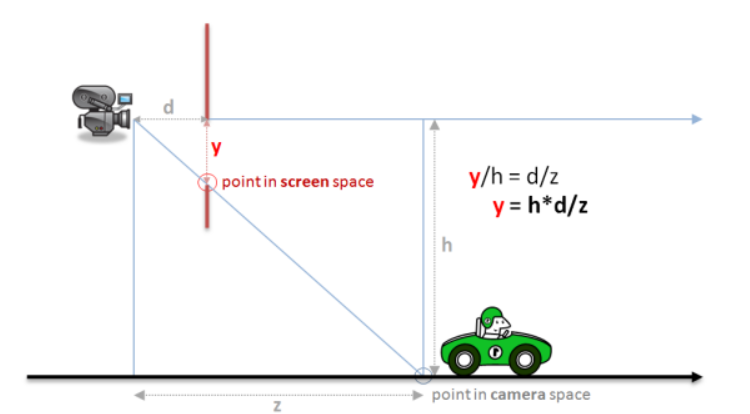 d
y
point in screen space
y/h = d/z
y = h*d/z
h
r
point in camera space
z